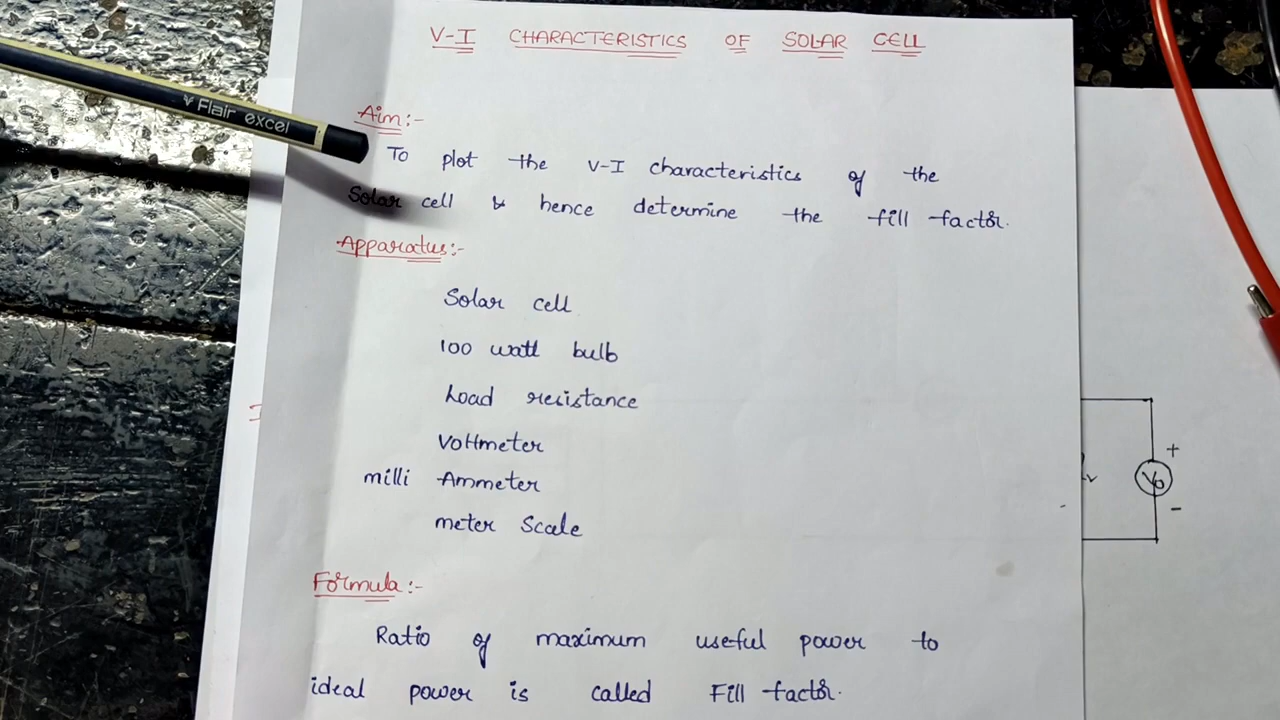 V-I CHARACTERISTICS OF SOLAR CELL
Flair excel
Aim:-
To plot the V-I characteristics of the
Solar cell & hence determine the fill factor.
Apparatus:-
Solar cell
100 watt bulb
Load resistance
Voltmeter
milli Ammeter
meter Scale
+
V0
-
Formula:-
Ratio of maximum useful power to
ideal power is called Fill factor.